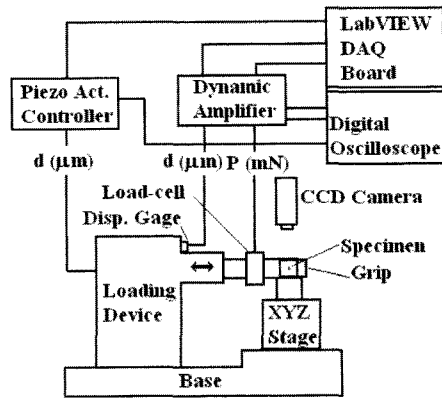 LabVIEW
DAQ
Board
Piezo Act.
Controller
Dynamic
Amplifier
Digital
Oscilloscope
d (μm)
d (μm)
P (mN)
Load-cell
Disp. Gage
CCD Camera
Specimen
Grip
Loading
Device
XYZ
Stage
Base